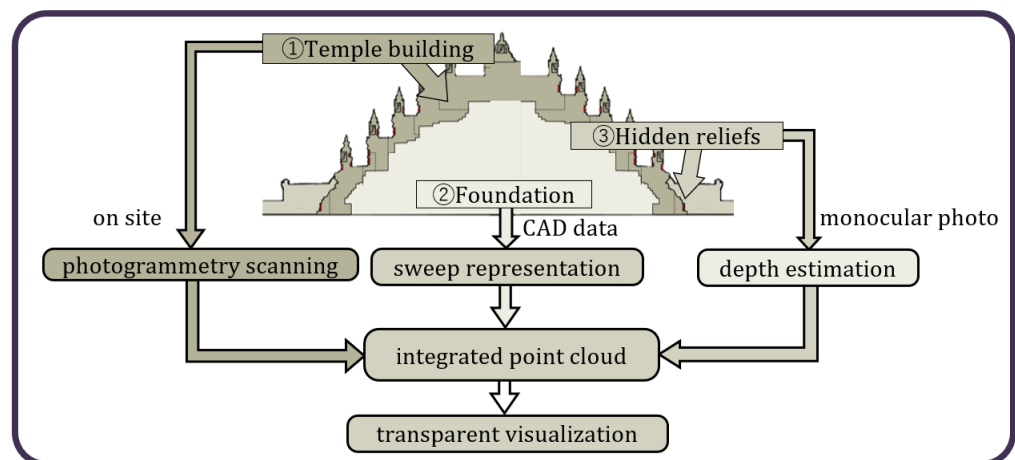 ①Temple building
③Hidden reliefs
②Foundation
on site
CAD data
monocular photo
photogrammetry scanning
sweep representation
depth estimation
integrated point cloud
transparent visualization